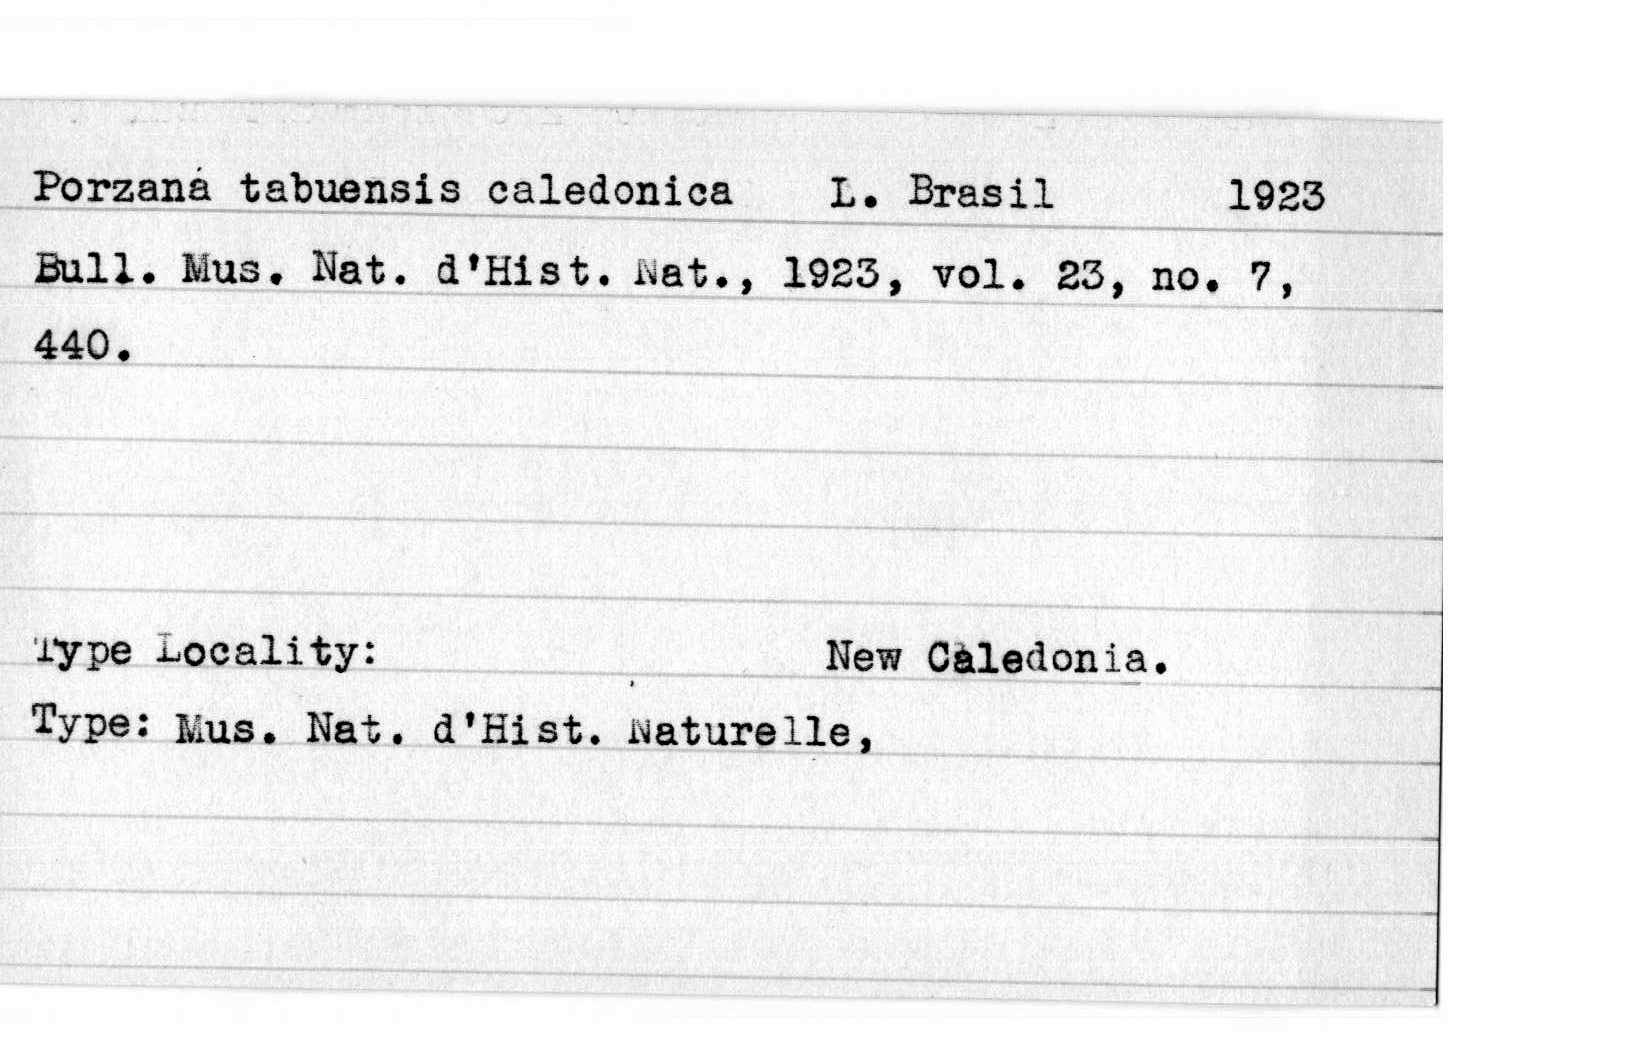 Porzana tabuensis caledonica L. Brasil 1923
Bull. Mus. Nat. d'Hist. Nat., 1923, vol. 23, no. 7,
440.
Type Locality: New Caledonia.
Type: Mus. Nat. d'Hist. Naturelle,